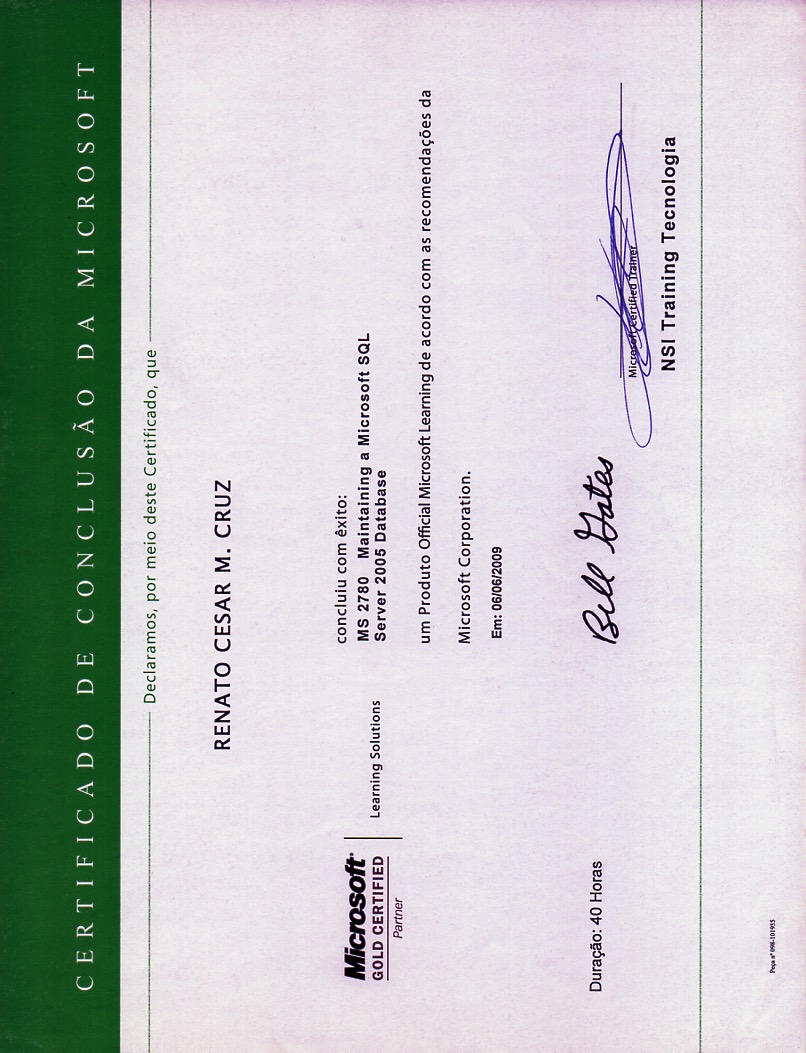 CERTIFICADO DE CONCLUSÃO DA MICROSOFT
Declaramos, por meio deste Certificado, que
RENATO CESAR M. CRUZ
Microsoft
GOLD CERTIFIED
Partner
Learning Solutions
concluiu com êxito:
MS 2780 Maintaining a Microsoft SQL
Server 2005 Database
um Produto Official Microsoft Learning de acordo com as recomendações da
Microsoft Corporation.
Em: 06/06/2009
Duração: 40 Horas
Bill Gates
Microsoft Certified Trainer
NSI Training Tecnologia
Peça nº 098-101955